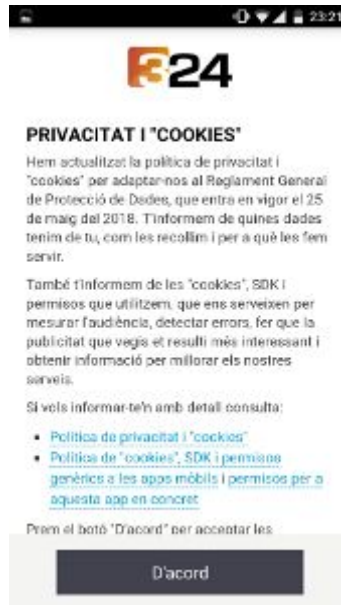 23:21
324
PRIVACITAT I "COOKIES"
Hem actualitzat la política de privacitat i
"cookies" per adaptar-nos al Reglament General
de Protecció de Dades, que entra en vigor el 25
de maig del 2018. T'informem de quines dades
tenim de tu, com les recollim i per a què les fem
servir.
També t'informem de les "cookies", SDK i
permisos que utilitzem, que ens serveixen per
mesurar l'audiència, detectar errors, fer que la
publicitat que vegis et resulti més interessant i
obtenir informació per millorar els nostres
serveis.
Si vols informar-te'n amb detall consulta:
• Política de privacitat i "cookies"
• Política de "cookies", SDK i permisos
genèrics a les apps mòbils i permisos per a
aquesta app en concret
Prem el botó "D'acord" per acceptar les
D'acord